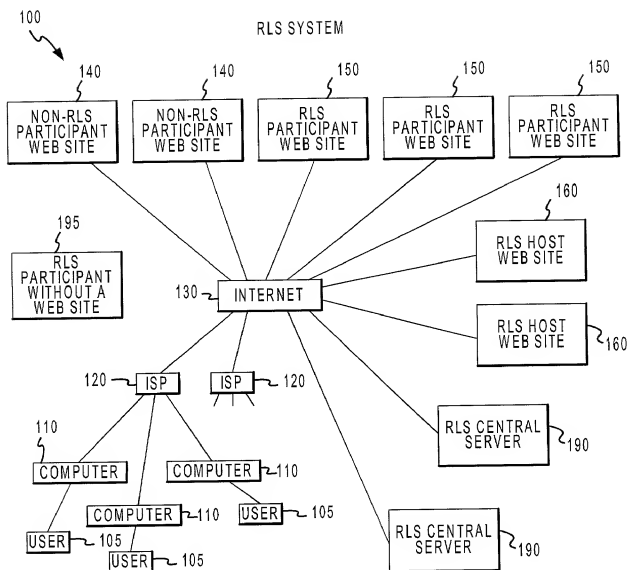 100
RLS SYSTEM
140
140
150
150
150
NON-RLS
PARTICIPANT
WEB SITE
NON-RLS
PARTICIPANT
WEB SITE
RLS
PARTICIPANT
WEB SITE
RLS
PARTICIPANT
WEB SITE
RLS
PARTICIPANT
WEB SITE
195
RLS
PARTICIPANT
WITHOUT A
WEB SITE
160
RLS HOST
WEB SITE
130
INTERNET
RLS HOST
WEB SITE
160
120
ISP
ISP
120
110
COMPUTER
COMPUTER
110
COMPUTER
110
USER
105
USER
105
USER
105
RLS CENTRAL
SERVER
190
RLS CENTRAL
SERVER
190